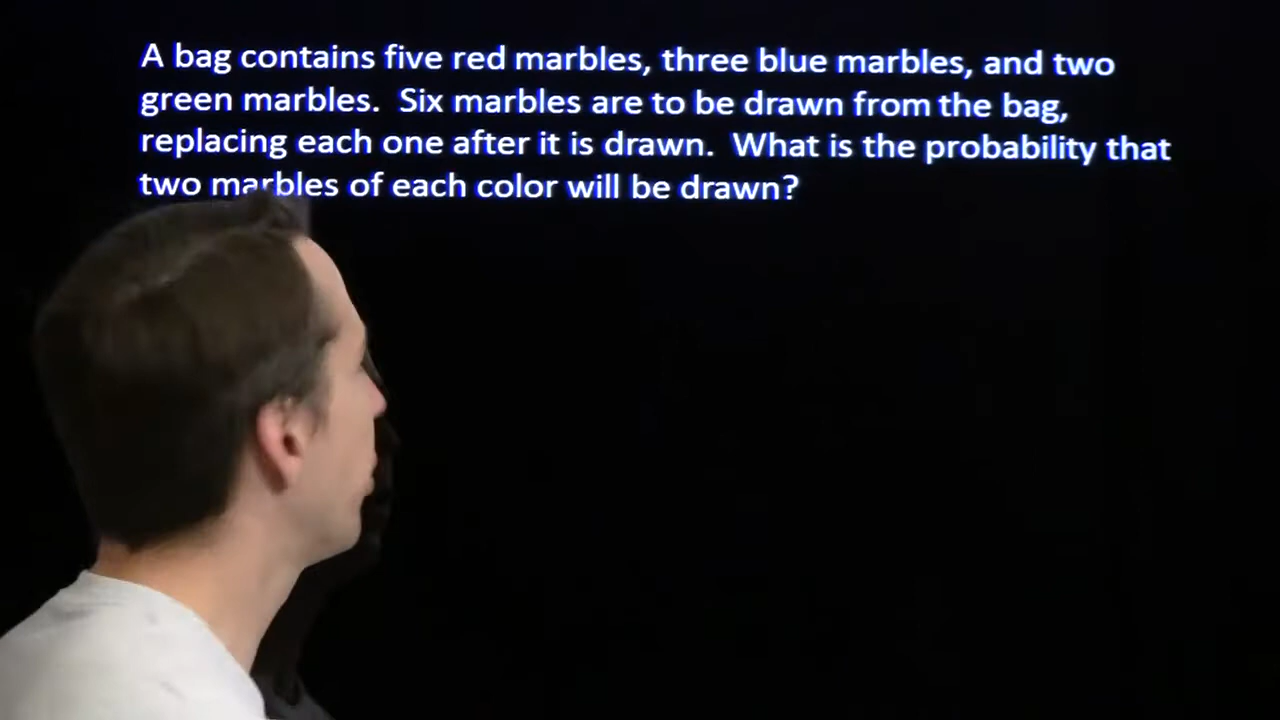 A bag contains five red marbles, three blue marbles, and two
green marbles. Six marbles are to be drawn from the bag,
replacing each one after it is drawn. What is the probability that
two marbles of each color will be drawn?